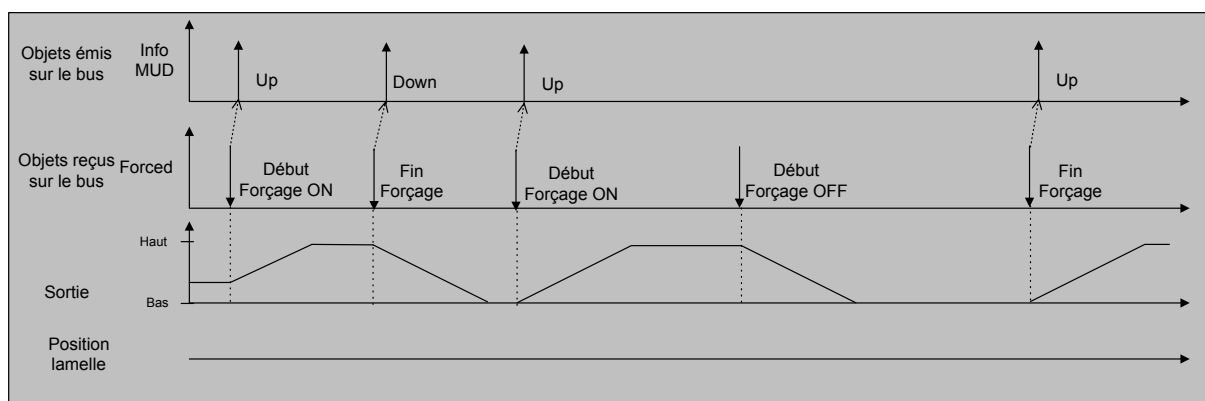 Objets émis
sur le bus
Info
MUD
Up
Down
Up
Up
Objets reçus
sur le bus
Forced
Début
Forçage ON
Fin
Forçage
Début
Forçage ON
Début
Forçage OFF
Fin
Forçage
Haut
Sortie
Bas
Position
lamelle